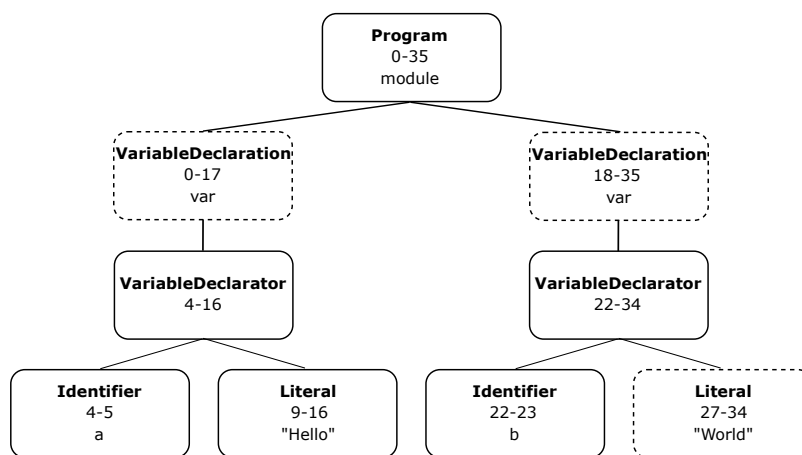 Program
0-35
module
VariableDeclaration
0-17
var
VariableDeclaration
18-35
var
VariableDeclarator
4-16
VariableDeclarator
22-34
Identifier
4-5
a
Literal
9-16
"Hello"
Identifier
22-23
b
Literal
27-34
"World"